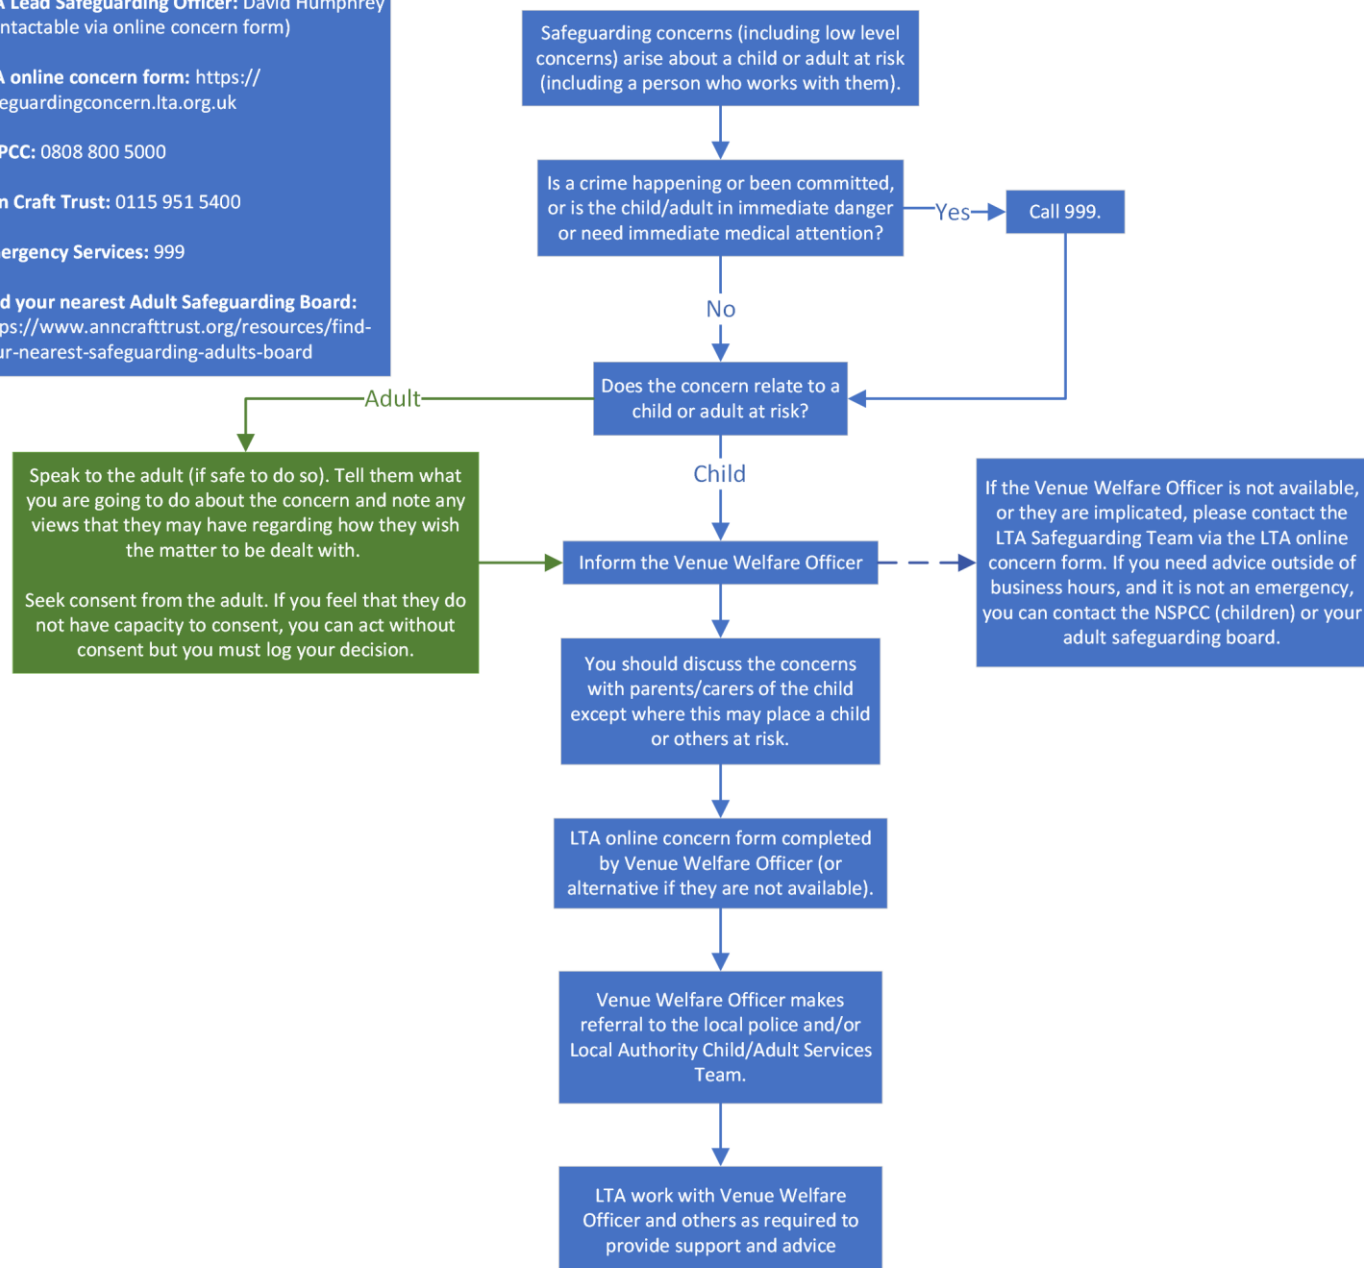 Lead Safeguarding Officer: David Humphrey
via online concern form)
online concern form: https://
0808 800 5000
Craft Trust: 0115 951 5400
Services: 999
your nearest Adult Safeguarding Board:
https://www.anncrafttrust.org/resources/find-
your-nearest-safeguarding-adults-board
Safeguarding concerns (including low level
concerns) arise about a child or adult at risk
(including a person who works with them).
Is a crime happening or been committed,
or is the child/adult in immediate danger
or need immediate medical attention?
Yes
Call 999.
No
Does the concern relate to a
child or adult at risk?
Adult
Speak to the adult (if safe to do so). Tell them what
you are going to do about the concern and note any
views that they may have regarding how they wish
the matter to be dealt with.
Seek consent from the adult. If you feel that they do
not have capacity to consent, you can act without
consent but you must log your decision.
Child
Inform the Venue Welfare Officer
If the Venue Welfare Officer is not available,
or they are implicated, please contact the
LTA Safeguarding Team via the LTA online
concern form. If you need advice outside of
business hours, and it is not an emergency,
you can contact the NSPCC (children) or your
adult safeguarding board.
You should discuss the concerns
with parents/carers of the child
except where this may place a child
or others at risk.
LTA online concern form completed
by Venue Welfare Officer (or
alternative if they are not available).
Venue Welfare Officer makes
referral to the local police and/or
Local Authority Child/Adult Services
Team.
LTA work with Venue Welfare
Officer and others as required to
provide support and advice